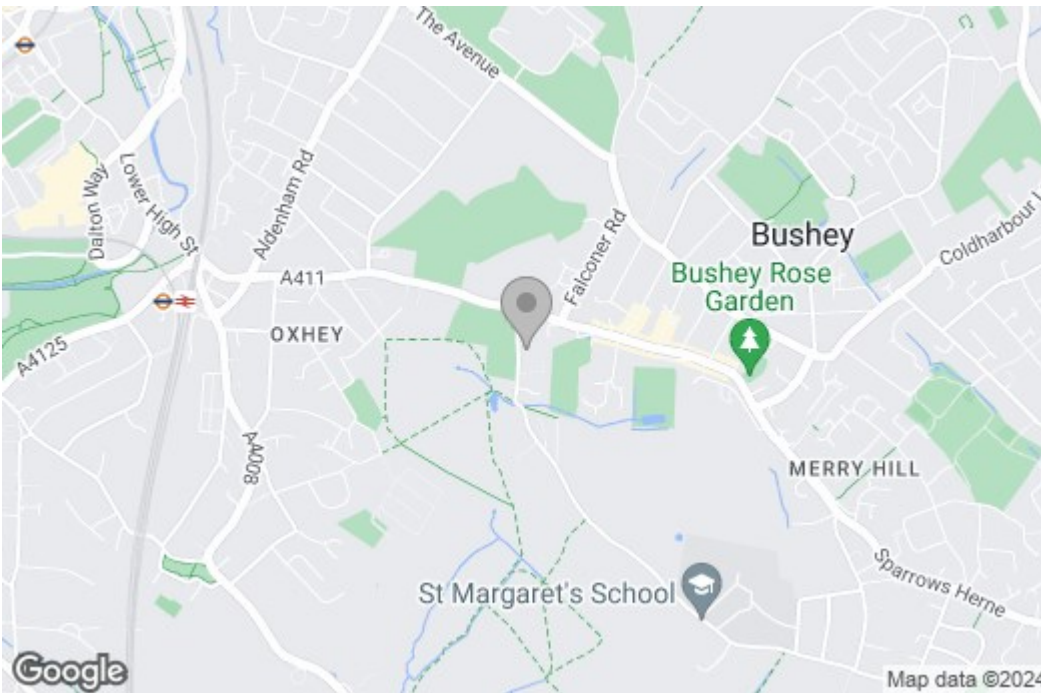 The Avenue
Dalton Way
Lower High St
Aldenham Rd
Falconer Rd
Bushey
Coldharbour L
A411
Bushey Rose
Garden
OXHEY
A4125
A4008
MERRY HILL
Sparrows Herne
St Margaret's School
Google
Map data ©2024